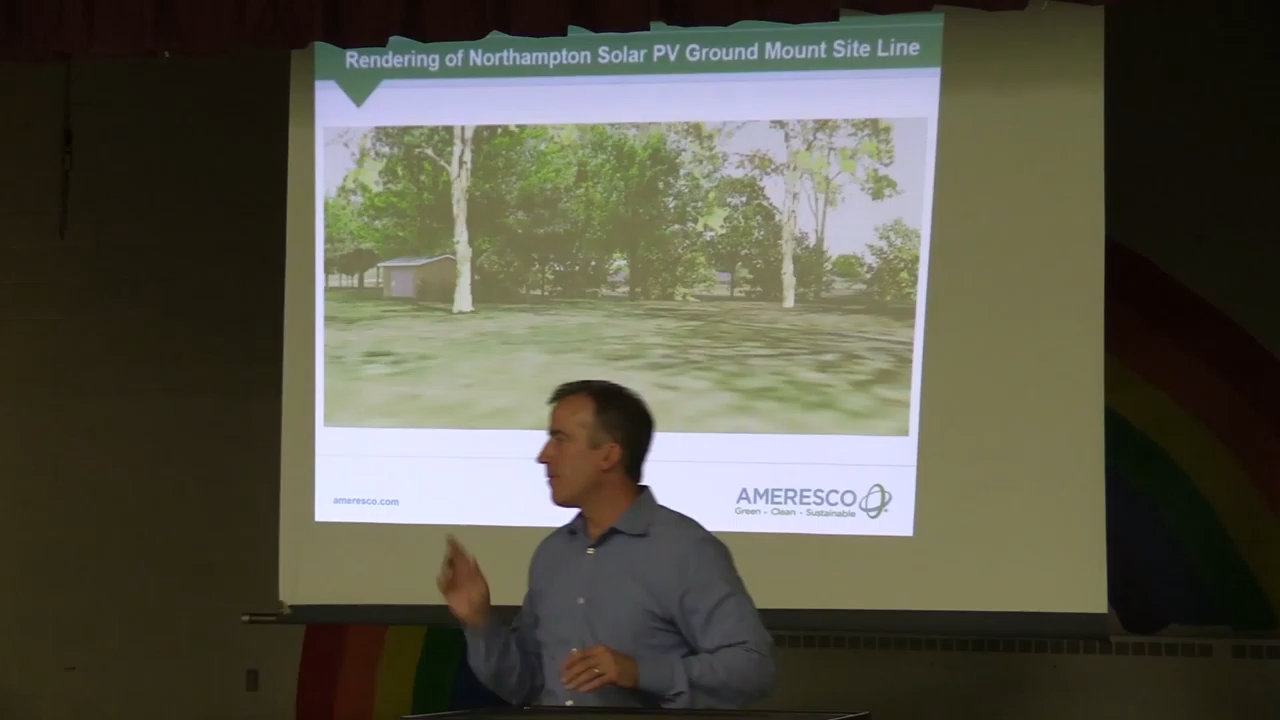 Rendering of Northampton Solar PV Ground Mount Site Line
ameresco.com
AMERESCO
Green - Clean - Sustainable